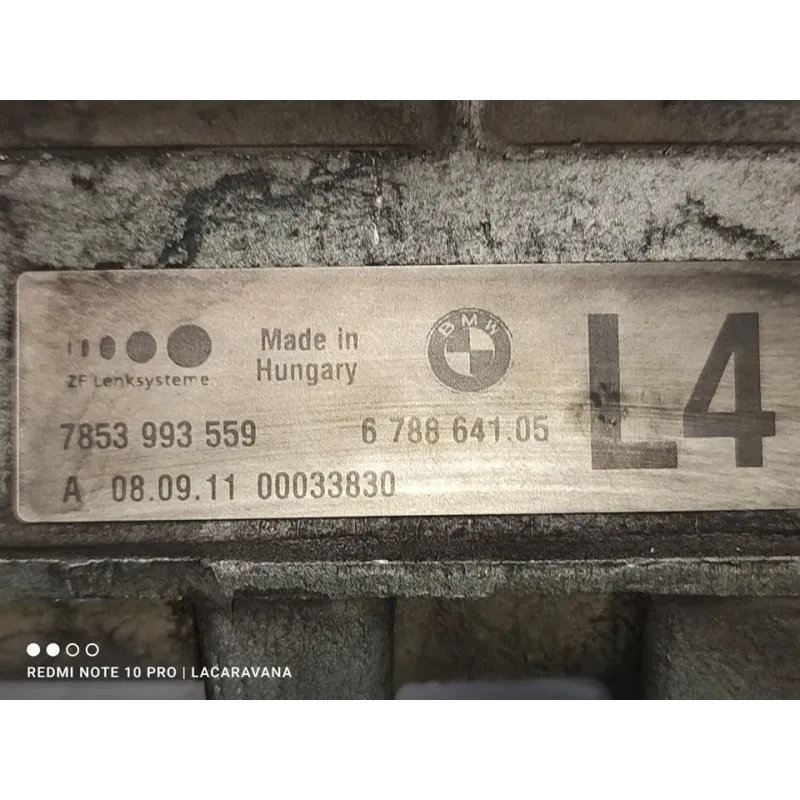 Made in
Hungary
BMW
L4
ZF Lenksysteme
7853 993 559 6 788 641.05
A 08.09.11 00033830
REDMI NOTE 10 PRO | LACARAVANA